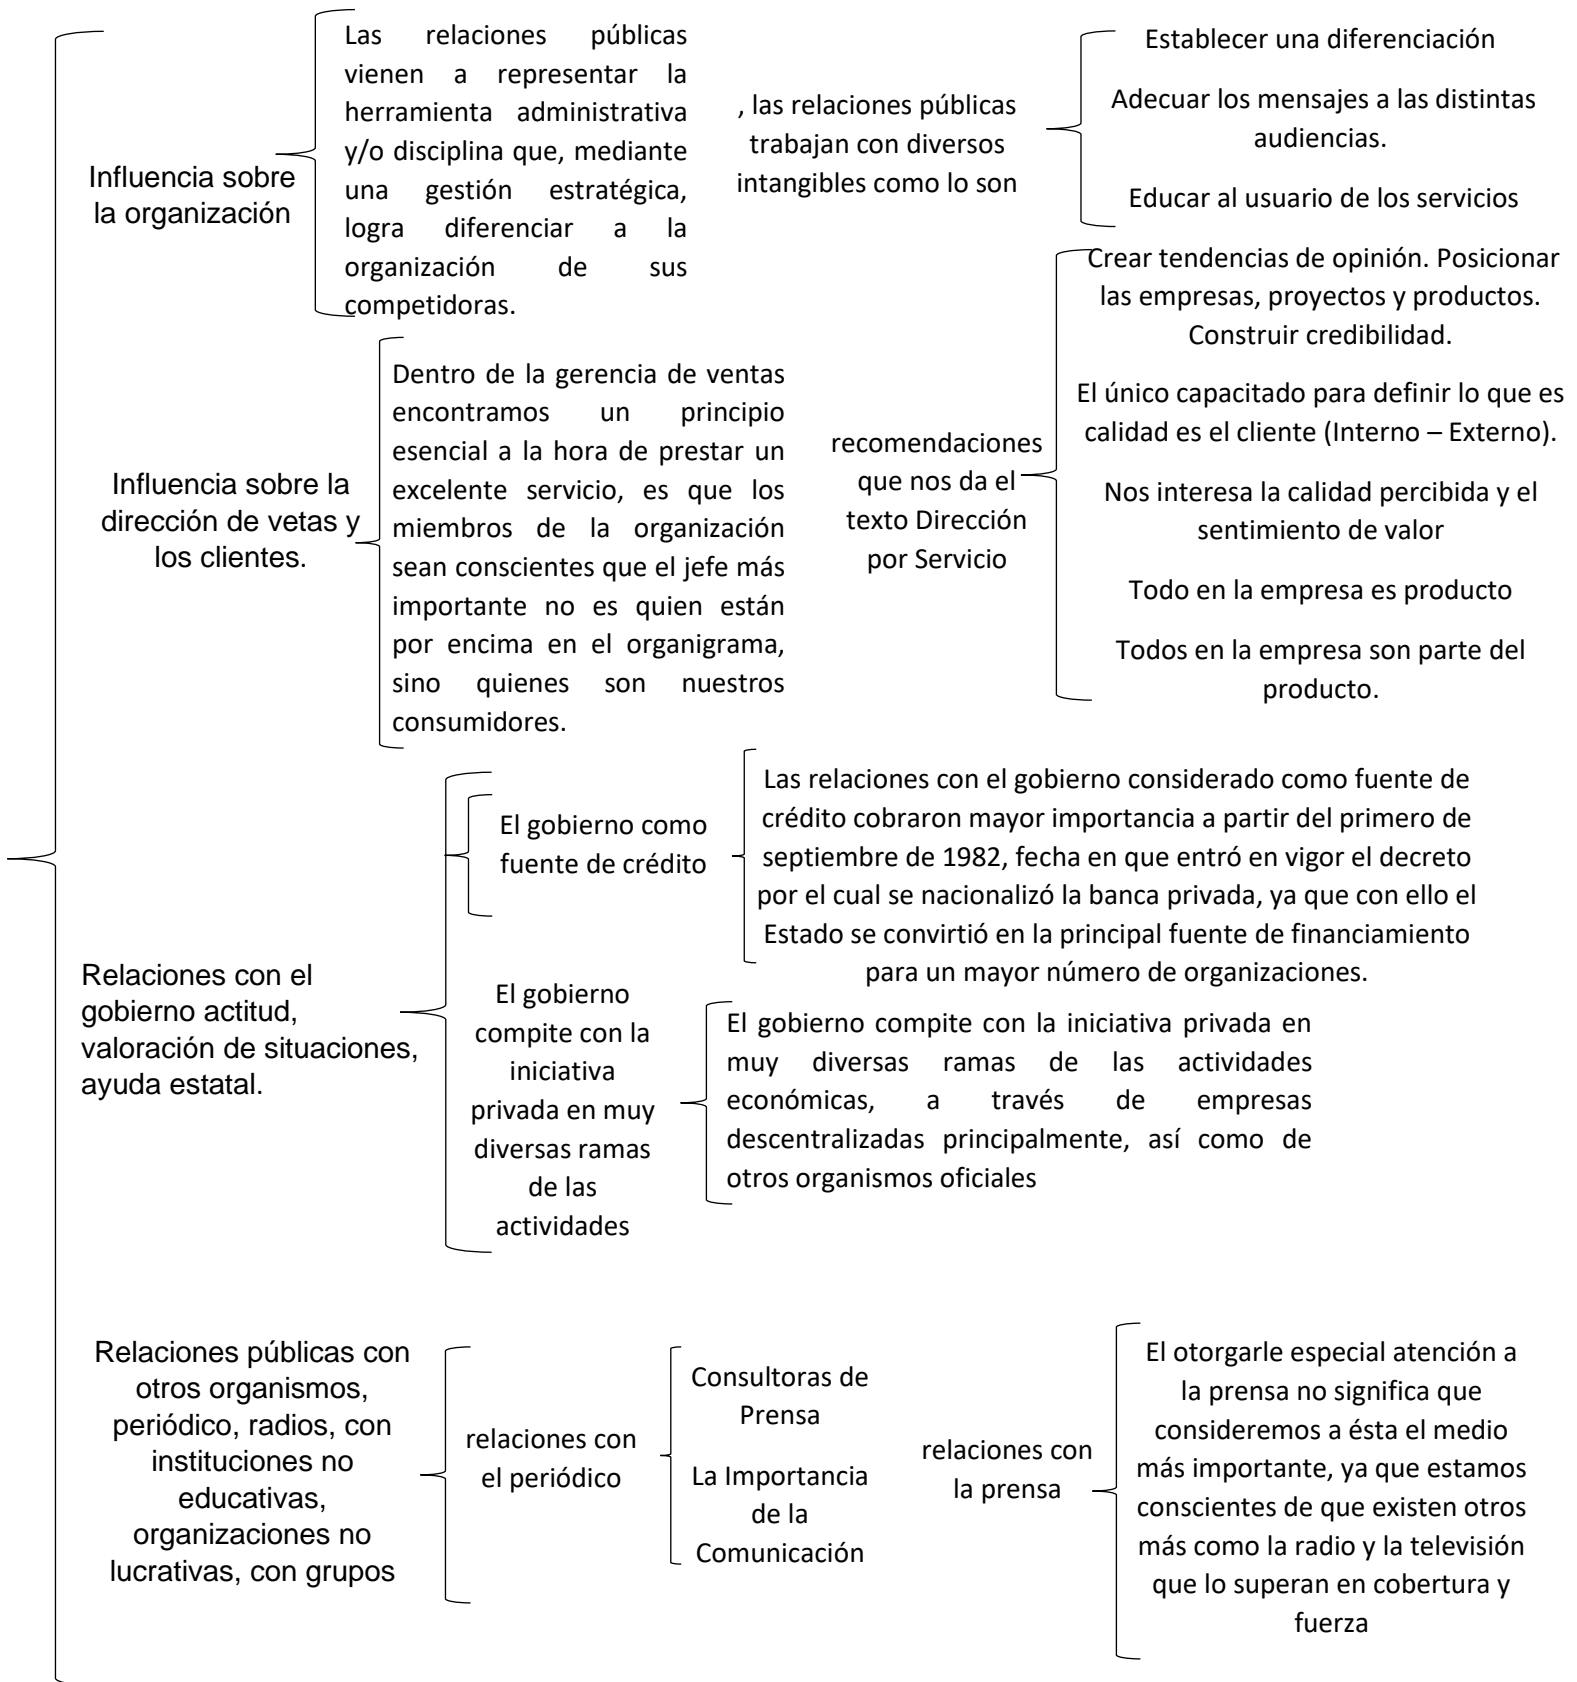 Influencia sobre
la organización
Las relaciones públicas
vienen a representar la
herramienta administrativa
y/o disciplina que, mediante
una gestión estratégica,
logra diferenciar a la
organización de sus
competidoras.
, las relaciones públicas
trabajan con diversos
intangibles como lo son
Establecer una diferenciación
Adecuar los mensajes a las distintas
audiencias.
Educar al usuario de los servicios
Influencia sobre la
dirección de vetas y
los clientes.
Dentro de la gerencia de ventas
encontramos un principio
esencial a la hora de prestar un
excelente servicio, es que los
miembros de la organización
sean conscientes que el jefe más
importante no es quien están
por encima en el organigrama,
sino quienes son nuestros
consumidores.
recomendaciones
que nos da el
texto Dirección
por Servicio
Crear tendencias de opinión. Posicionar
las empresas, proyectos y productos.
Construir credibilidad.
El único capacitado para definir lo que es
calidad es el cliente (Interno – Externo).
Nos interesa la calidad percibida y el
sentimiento de valor
Todo en la empresa es producto
Todos en la empresa son parte del
producto.
Relaciones con el
gobierno actitud,
valoración de situaciones,
ayuda estatal.
El gobierno como
fuente de crédito
Las relaciones con el gobierno considerado como fuente de
crédito cobraron mayor importancia a partir del primero de
septiembre de 1982, fecha en que entró en vigor el decreto
por el cual se nacionalizó la banca privada, ya que con ello el
Estado se convirtió en la principal fuente de financiamiento
para un mayor número de organizaciones.
El gobierno
compite con la
iniciativa
privada en muy
diversas ramas
de las
actividades
El gobierno compite con la iniciativa privada en
muy diversas ramas de las actividades
económicas, a través de empresas
descentralizadas principalmente, así como de
otros organismos oficiales
Relaciones públicas con
otros organismos,
periódico, radios, con
instituciones no
educativas,
organizaciones no
lucrativas, con grupos
relaciones con
el periódico
Consultoras de
Prensa
La Importancia
de la
Comunicación
relaciones con
la prensa
El otorgarle especial atención a
la prensa no significa que
consideremos a ésta el medio
más importante, ya que estamos
conscientes de que existen otros
más como la radio y la televisión
que lo superan en cobertura y
fuerza